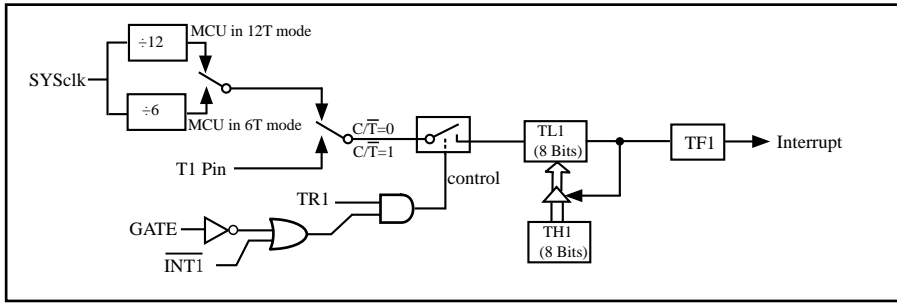 MCU in 12T mode
÷12
SYSclk
÷6
MCU in 6T mode
C/T̅=0
C/T̅=1
T1 Pin
control
TL1
(8 Bits)
TF1
Interrupt
TR1
GATE
I̅N̅T̅1̅
TH1
(8 Bits)